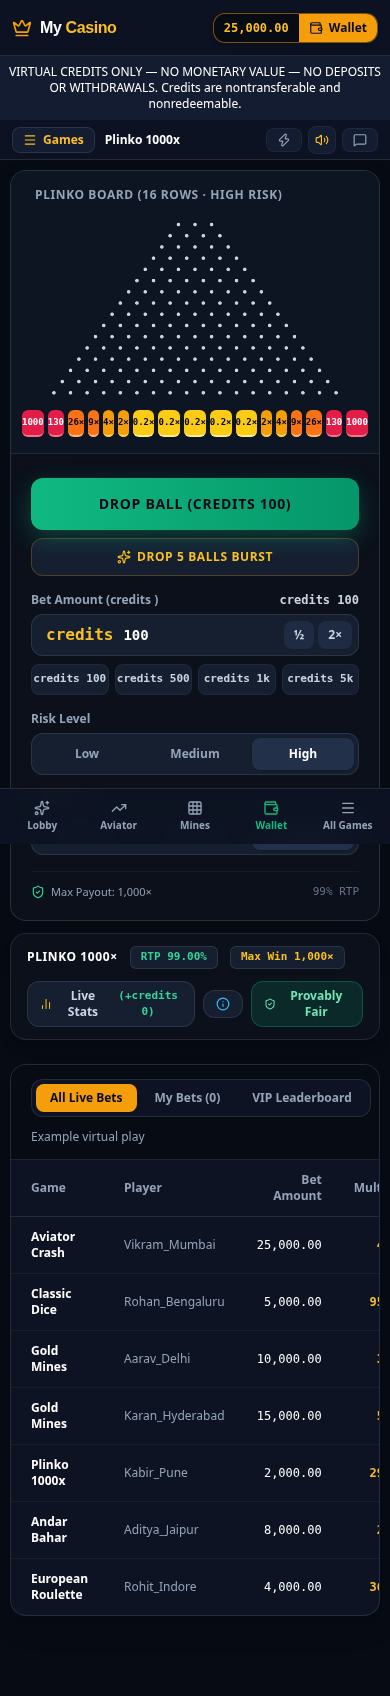 My Casino
25,000.00 Wallet
VIRTUAL CREDITS ONLY — NO MONETARY VALUE — NO DEPOSITS
OR WITHDRAWALS. Credits are nontransferable and
nonredeemable.
Games Plinko 1000x
PLINKO BOARD (16 ROWS · HIGH RISK)
1000 130 26× 9× 4× 2× 0.2× 0.2× 0.2× 0.2× 0.2× 2× 4× 9× 26× 130 1000
DROP BALL (CREDITS 100)
DROP 5 BALLS BURST
Bet Amount (credits ) credits 100
credits 100 ½ 2×
credits 100 credits 500 credits 1k credits 5k
Risk Level
Low Medium High
Lobby Aviator Mines Wallet All Games
Max Payout: 1,000× 99% RTP
PLINKO 1000× RTP 99.00% Max Win 1,000×
Live Stats (+credits 0) Provably Fair
All Live Bets My Bets (0) VIP Leaderboard
Example virtual play
Game Player Bet Amount
Aviator Crash Vikram_Mumbai 25,000.00
Classic Dice Rohan_Bengaluru 5,000.00
Gold Mines Aarav_Delhi 10,000.00
Gold Mines Karan_Hyderabad 15,000.00
Plinko 1000x Kabir_Pune 2,000.00
Andar Bahar Aditya_Jaipur 8,000.00
European Roulette Rohit_Indore 4,000.00